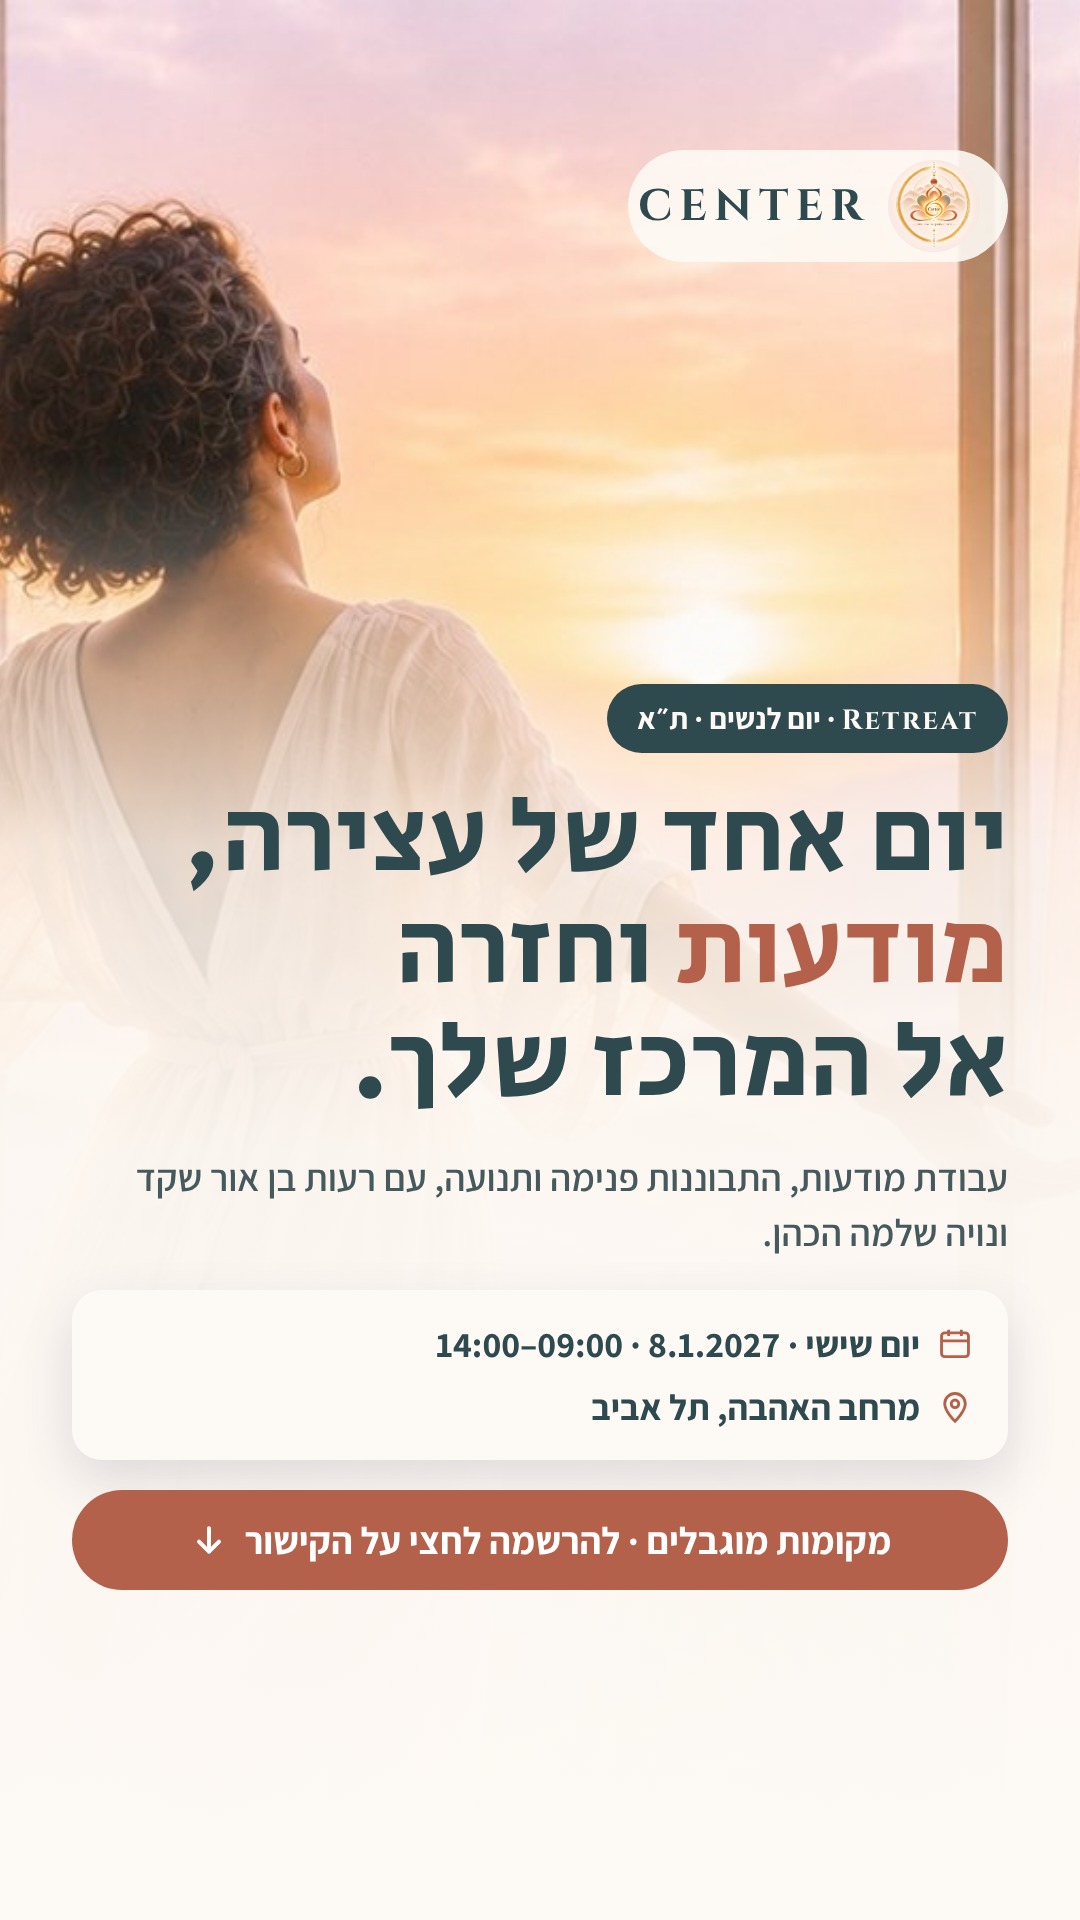 CENTER
RETREAT · יום לנשים · ת״א
יום אחד של עצירה,
מודעות וחזרה
אל המרכז שלך.
עבודת מודעות, התבוננות פנימה ותנועה, עם רעות בן אור שקד
ונויה שלמה הכהן.
יום שישי · 8.1.2027 · 09:00–14:00
מרחב האהבה, תל אביב
מקומות מוגבלים · להרשמה לחצי על הקישור ↓